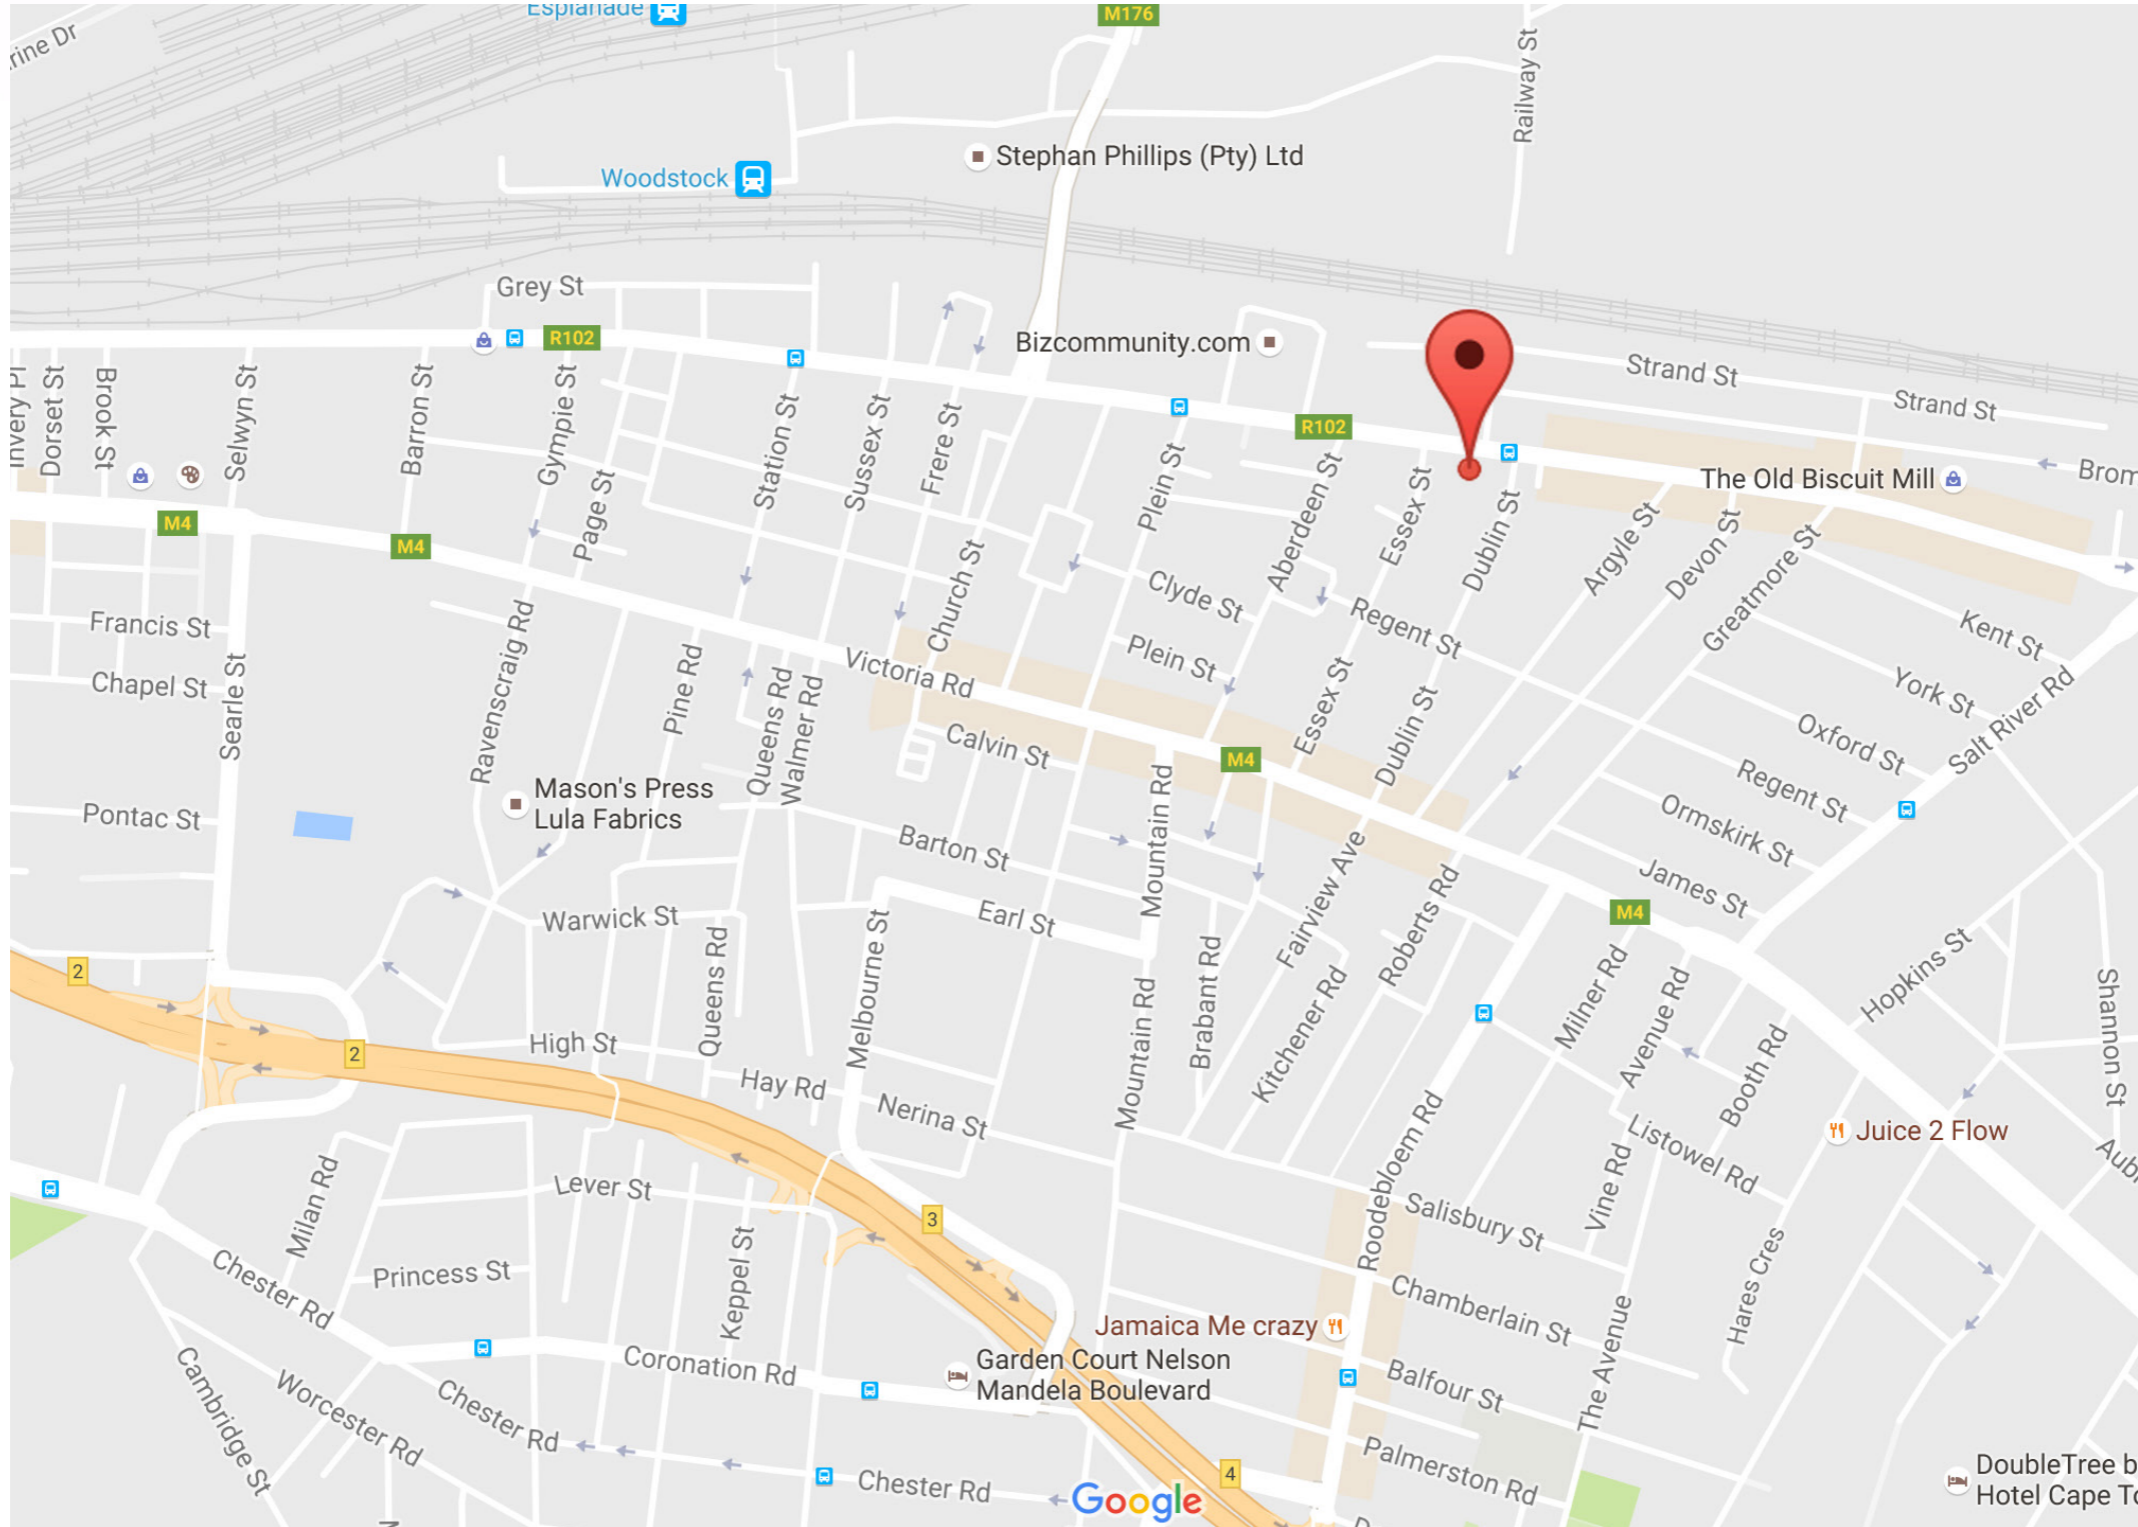 Esplanade
M176
rine Dr
Railway St
Stephan Phillips (Pty) Ltd
Woodstock
Grey St
R102
Bizcommunity.com
Strand St
Strand St
Invery Pl
Dorset St
Brook St
Selwyn St
Barron St
Gympie St
Page St
Station St
Sussex St
Frere St
Church St
Plein St
R102
Aberdeen St
Essex St
Dublin St
The Old Biscuit Mill
Brom
Argyle St
Devon St
Greatmore St
M4
M4
Clyde St
Regent St
Kent St
Francis St
Searle St
Ravenscraig Rd
Pine Rd
Queens Rd
Walmer Rd
Victoria Rd
Plein St
Essex St
Dublin St
York St
Salt River Rd
Chapel St
Calvin St
M4
Oxford St
Regent St
Mason's Press
Lula Fabrics
Pontac St
Barton St
Mountain Rd
Fairview Ave
Ormskirk St
James St
Roberts Rd
M4
Warwick St
Earl St
Melbourne St
Queens Rd
Hopkins St
Shannon St
2
2
High St
Mountain Rd
Brabant Rd
Kitchener Rd
Milner Rd
Avenue Rd
Booth Rd
Hay Rd
Nerina St
Roodebloem Rd
Listowel Rd
Juice 2 Flow
Aub
Milan Rd
Lever St
3
Salisbury St
Vine Rd
Hares Cres
Chester Rd
Princess St
Keppel St
Chamberlain St
Jamaica Me crazy
Garden Court Nelson
Mandela Boulevard
Coronation Rd
Balfour St
The Avenue
Cambridge St
Worcester Rd
Chester Rd
Chester Rd
4
Palmerston Rd
DoubleTree b
Hotel Cape To
Google